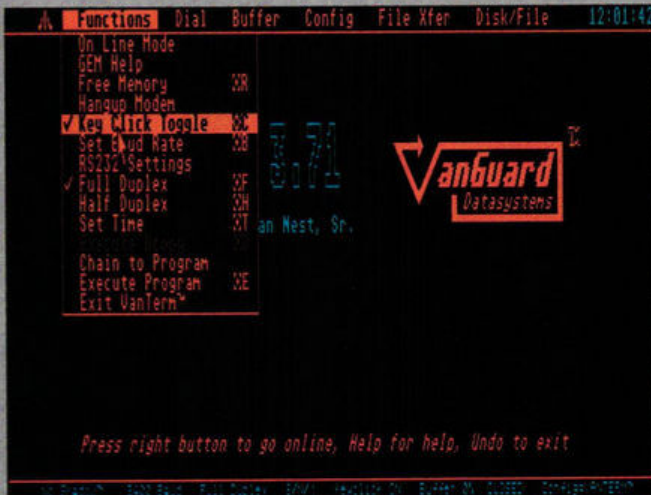 Functions Dial Buffer Config File Xfer Disk/File 12:01:42
On Line Mode
GEM Help
Free Memory ⌘R
Hangup Modem
✓ Key Click Toggle ⌘C
Set Baud Rate ⌘B
RS232 Settings
✓ Full Duplex ⌘F
Half Duplex ⌘H
Set Time ⌘T
Chain to Program
Execute Program ⌘E
Exit VanTerm™
3.71
an West, Sr.
VanGuard
Datasystems
Press right button to go online, Help for help, Undo to exit